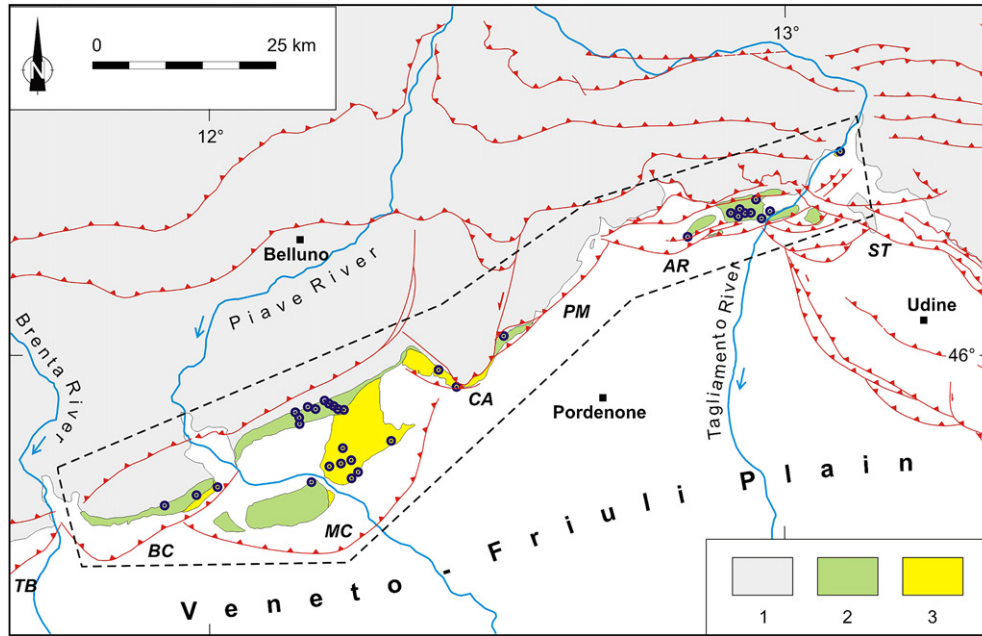 0 25 km
N
13°
12°
Belluno
Piave River
Brenta River
AR
ST
PM
Udine
Tagliamento River
46°
CA
Pordenone
MC
BC
TB
Veneto - Friuli Plain
1 2 3